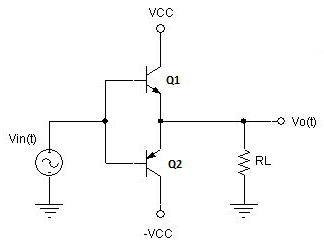 VCC
Q1
Vin(t)
Vo(t)
Q2
RL
-VCC